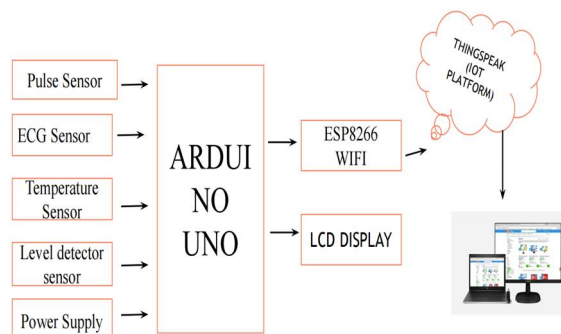 Pulse Sensor
ECG Sensor
Temperature
Sensor
Level detector
sensor
Power Supply
ARDUI
NO
UNO
ESP8266
WIFI
LCD DISPLAY
THINGSPEAK
(IOT
PLATFORM)